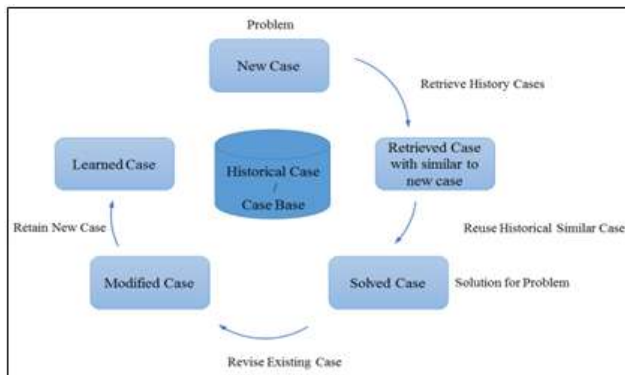 Problem
New Case
Retrieve History Cases
Learned Case
Historical Case
/
Case Base
Retrieved Case
with similar to
new case
Retain New Case
Reuse Historical Similar Case
Modified Case
Solved Case
Solution for Problem
Revise Existing Case